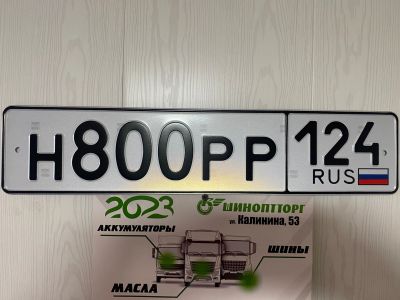 Н800РР 124
RUS
2023 ШИНОПТТОРГ
ул. Калинина, 53
АККУМУЛЯТОРЫ
ШИНЫ
МАСЛА